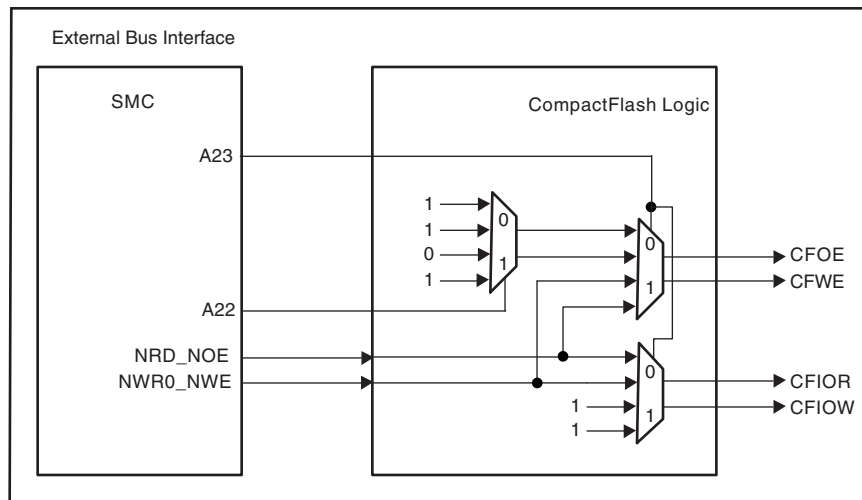 External Bus Interface
SMC
CompactFlash Logic
A23
1
1
0
1
0
1
A22
0
1
CFOE
CFWE
NRD_NOE
NWR0_NWE
1
1
0
1
CFIOR
CFIOW